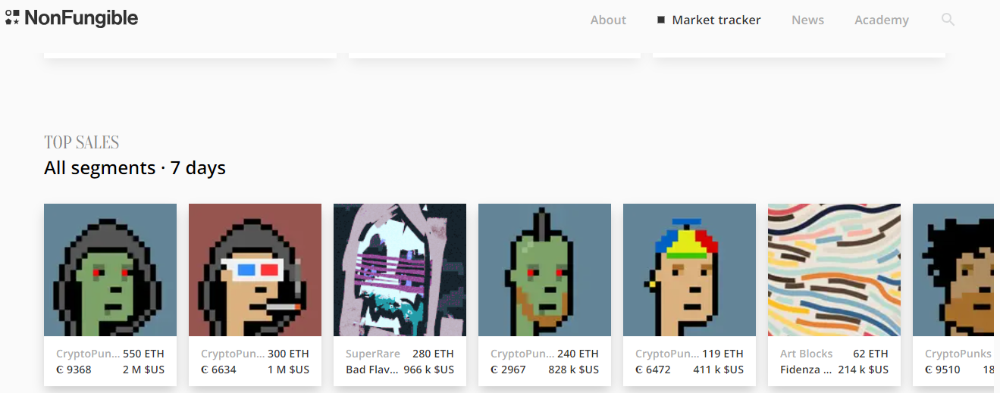 NonFungible
About Market tracker News Academy
TOP SALES
All segments · 7 days
CryptoPun... 550 ETH
9368 2 M $US
CryptoPun... 300 ETH
6634 1 M $US
SuperRare 280 ETH
Bad Flav... 966 k $US
CryptoPun... 240 ETH
2967 828 k $US
CryptoPun... 119 ETH
6472 411 k $US
Art Blocks 62 ETH
Fidenza ... 214 k $US
CryptoPunks
9510 18